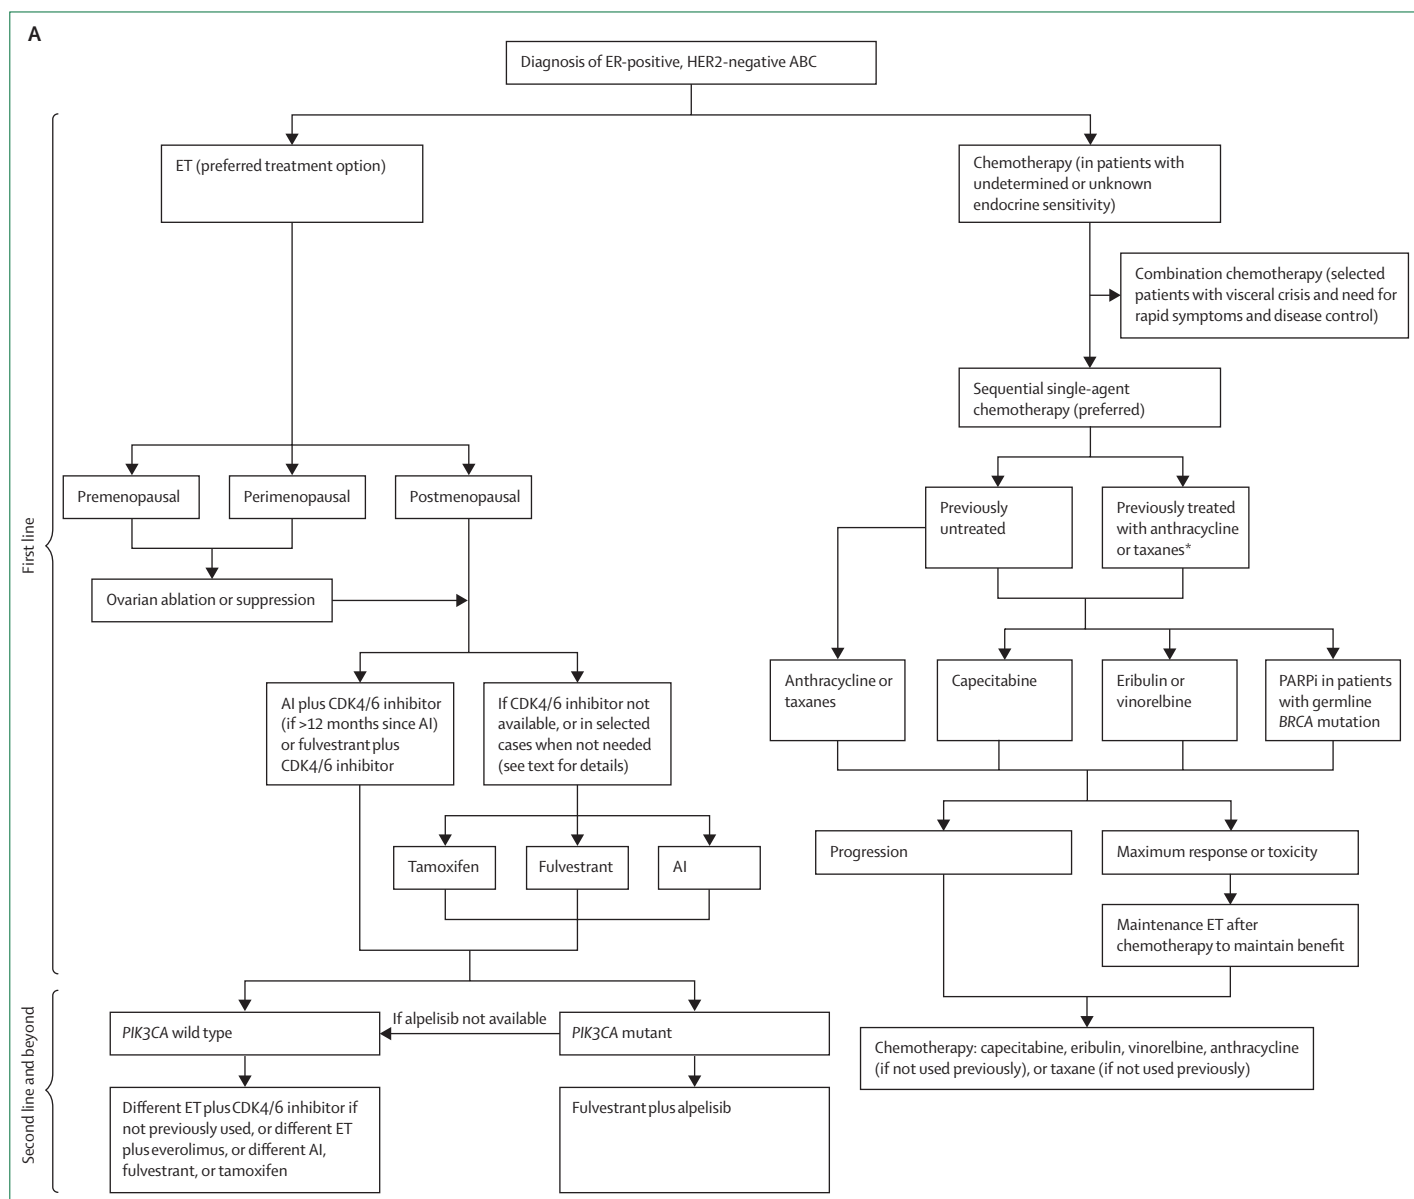 A
Diagnosis of ER-positive, HER2-negative ABC
ET (preferred treatment option)
Chemotherapy (in patients with
undetermined or unknown
endocrine sensitivity)
Combination chemotherapy (selected
patients with visceral crisis and need for
rapid symptoms and disease control)
Sequential single-agent
chemotherapy (preferred)
First line
Premenopausal
Perimenopausal
Postmenopausal
Previously
untreated
Previously treated
with anthracycline
or taxanes*
Ovarian ablation or suppression
AI plus CDK4/6 inhibitor
(if >12 months since AI)
or fulvestrant plus
CDK4/6 inhibitor
If CDK4/6 inhibitor not
available, or in selected
cases when not needed
(see text for details)
Anthracycline or
taxanes
Capecitabine
Eribulin or
vinorelbine
PARPi in patients
with germline
BRCA mutation
Tamoxifen
Fulvestrant
AI
Progression
Maximum response or toxicity
Maintenance ET after
chemotherapy to maintain benefit
Second line and beyond
PIK3CA wild type
If alpelisib not available
PIK3CA mutant
Chemotherapy: capecitabine, eribulin, vinorelbine, anthracycline
(if not used previously), or taxane (if not used previously)
Different ET plus CDK4/6 inhibitor if
not previously used, or different ET
plus everolimus, or different AI,
fulvestrant, or tamoxifen
Fulvestrant plus alpelisib